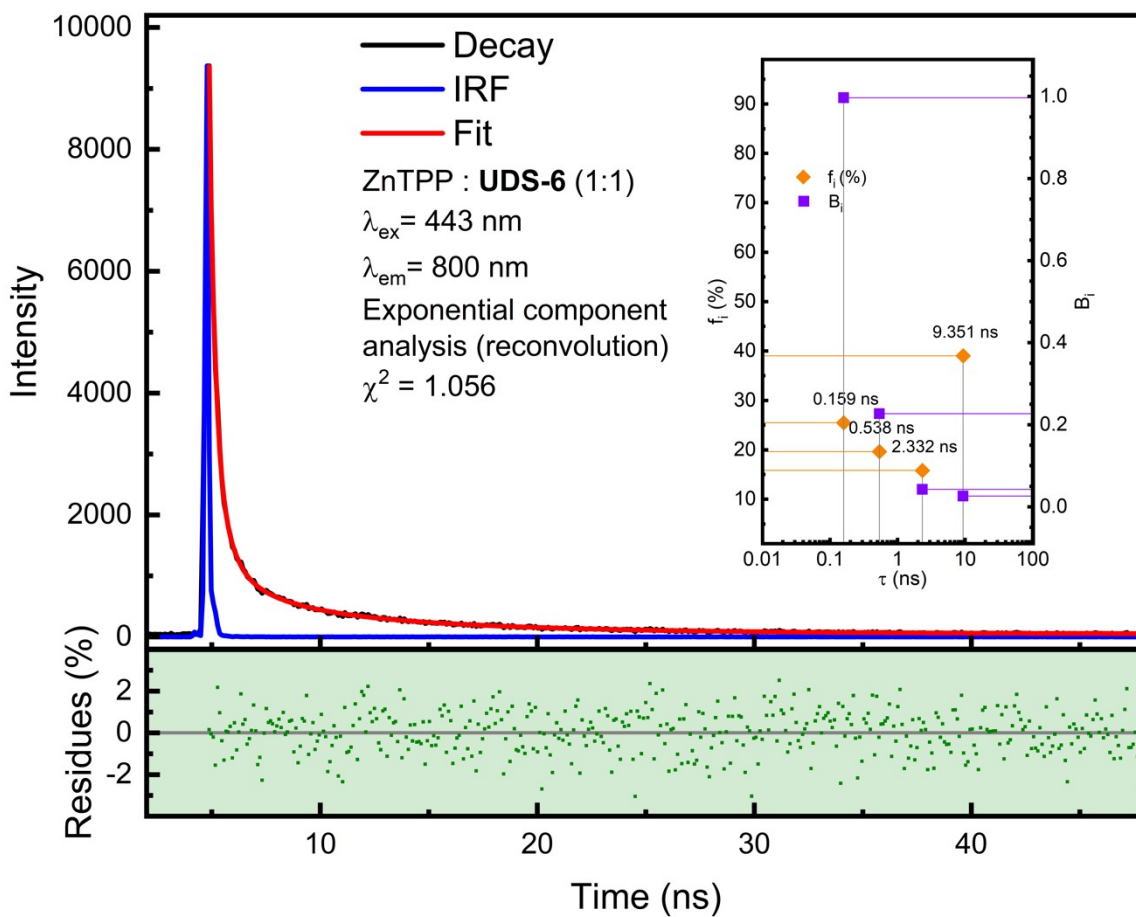 10000
8000
6000
4000
2000
0
Intensity
Decay
IRF
Fit
ZnTPP : UDS-6 (1:1)
λex= 443 nm
λem= 800 nm
Exponential component
analysis (reconvolution)
χ² = 1.056
90
80
70
60
50
40
30
20
10
fi (%)
fi (%)
Bi
9.351 ns
0.159 ns
0.538 ns
2.332 ns
1.0
0.8
0.6
0.4
0.2
0.0
Bi
0.01
0.1
1
10
100
τ (ns)
2
0
-2
Residues (%)
10
20
30
40
Time (ns)